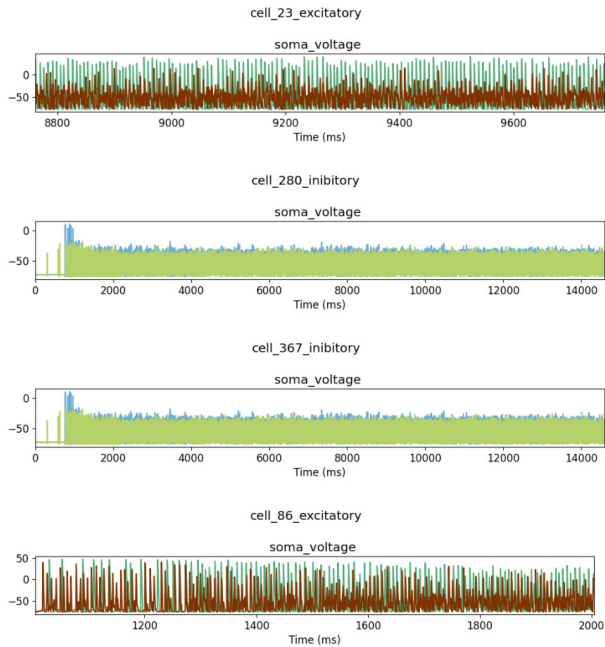 cell_23_excitatory
soma_voltage
0
−50
8800 9000 9200 9400 9600
Time (ms)
cell_280_inibitory
soma_voltage
0
−50
0 2000 4000 6000 8000 10000 12000 14000
Time (ms)
cell_367_inibitory
soma_voltage
0
−50
0 2000 4000 6000 8000 10000 12000 14000
Time (ms)
cell_86_excitatory
soma_voltage
50
0
−50
1200 1400 1600 1800 2000
Time (ms)